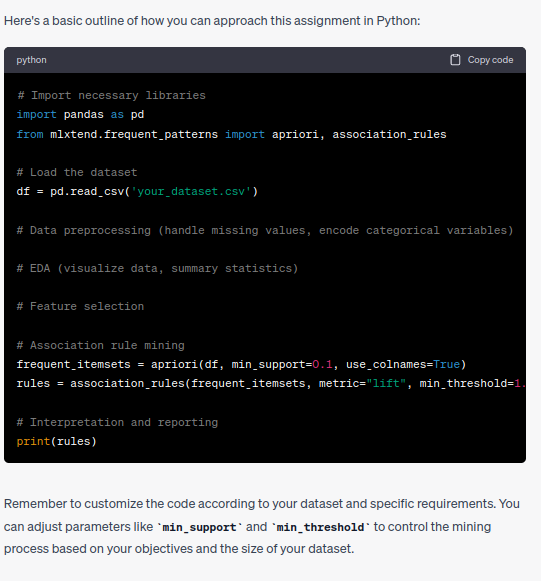 Here's a basic outline of how you can approach this assignment in Python:
python Copy code
# Import necessary libraries
import pandas as pd
from mlxtend.frequent_patterns import apriori, association_rules
# Load the dataset
df = pd.read_csv('your_dataset.csv')
# Data preprocessing (handle missing values, encode categorical variables)
# EDA (visualize data, summary statistics)
# Feature selection
# Association rule mining
frequent_itemsets = apriori(df, min_support=0.1, use_colnames=True)
rules = association_rules(frequent_itemsets, metric="lift", min_threshold=1.
# Interpretation and reporting
print(rules)
Remember to customize the code according to your dataset and specific requirements. You
can adjust parameters like `min_support` and `min_threshold` to control the mining
process based on your objectives and the size of your dataset.